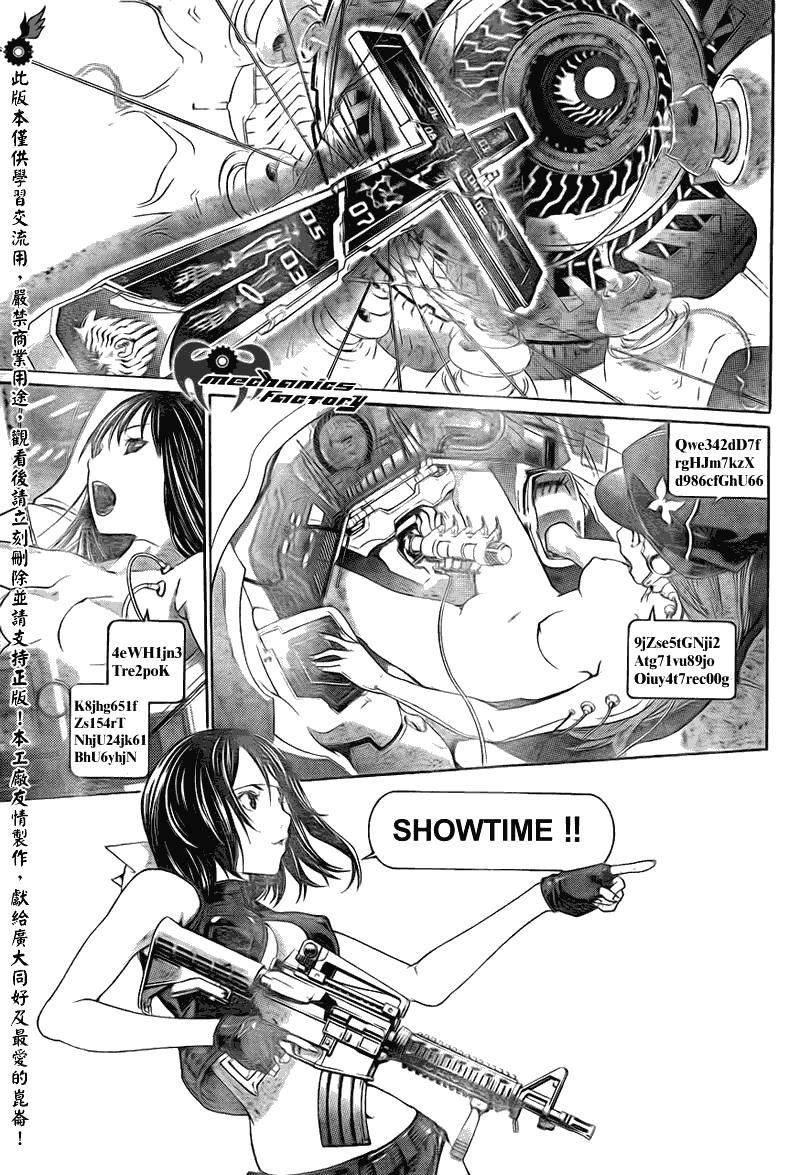 此版本僅供學習交流用，嚴禁商業用途，觀看後請立刻刪除並請支持正版！本工廠友情製作，獻給廣大同好及最愛的崑崙！
05
07
03
02
mechanics
factory
Qwe342dD7f
rgHJm7kzX
d986cfGhU66
9jZse5tGNji2
Atg71vu89jo
Oiuy4t7rec00g
4eWH1jn3
Tre2poK
K8jhg651f
Zs154rT
NhjU24jk61
BhU6yhjN
SHOWTIME !!